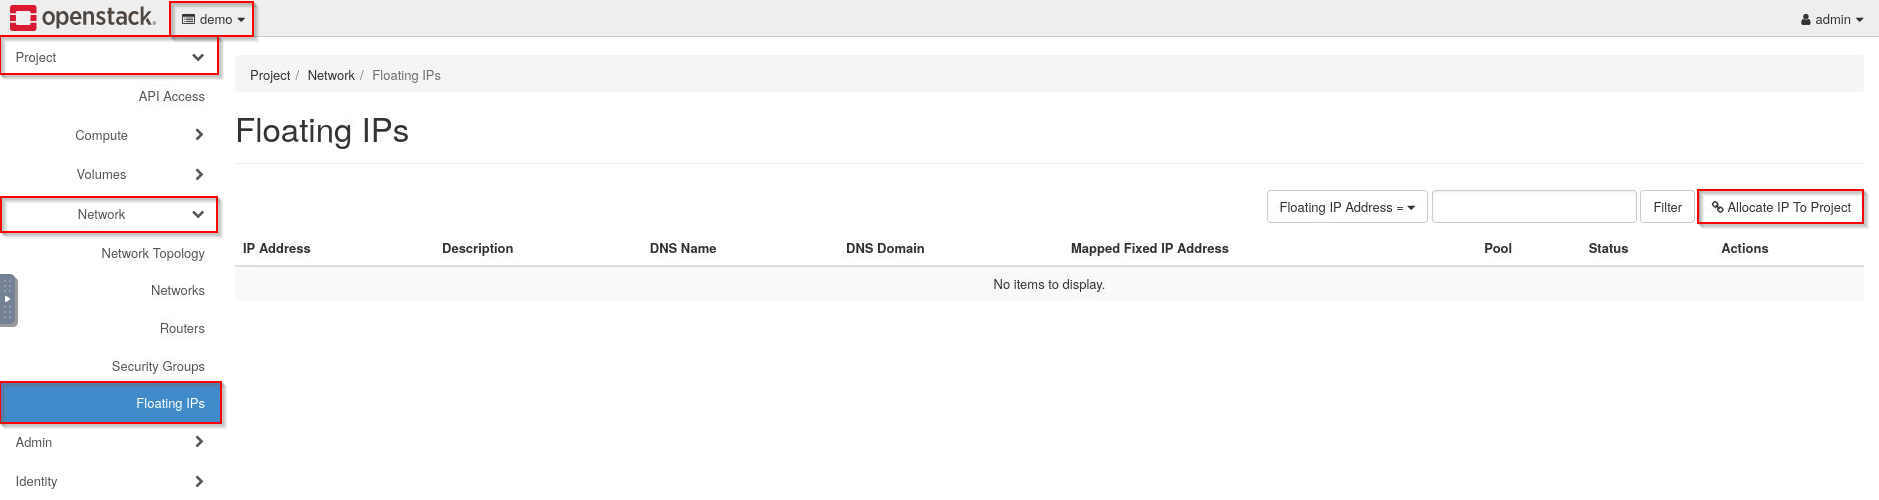 openstack. demo admin
Project
API Access
Compute
Volumes
Network
Network Topology
Networks
Routers
Security Groups
Floating IPs
Admin
Identity
Project / Network / Floating IPs
Floating IPs
Floating IP Address = Filter Allocate IP To Project
IP Address Description DNS Name DNS Domain Mapped Fixed IP Address Pool Status Actions
No items to display.